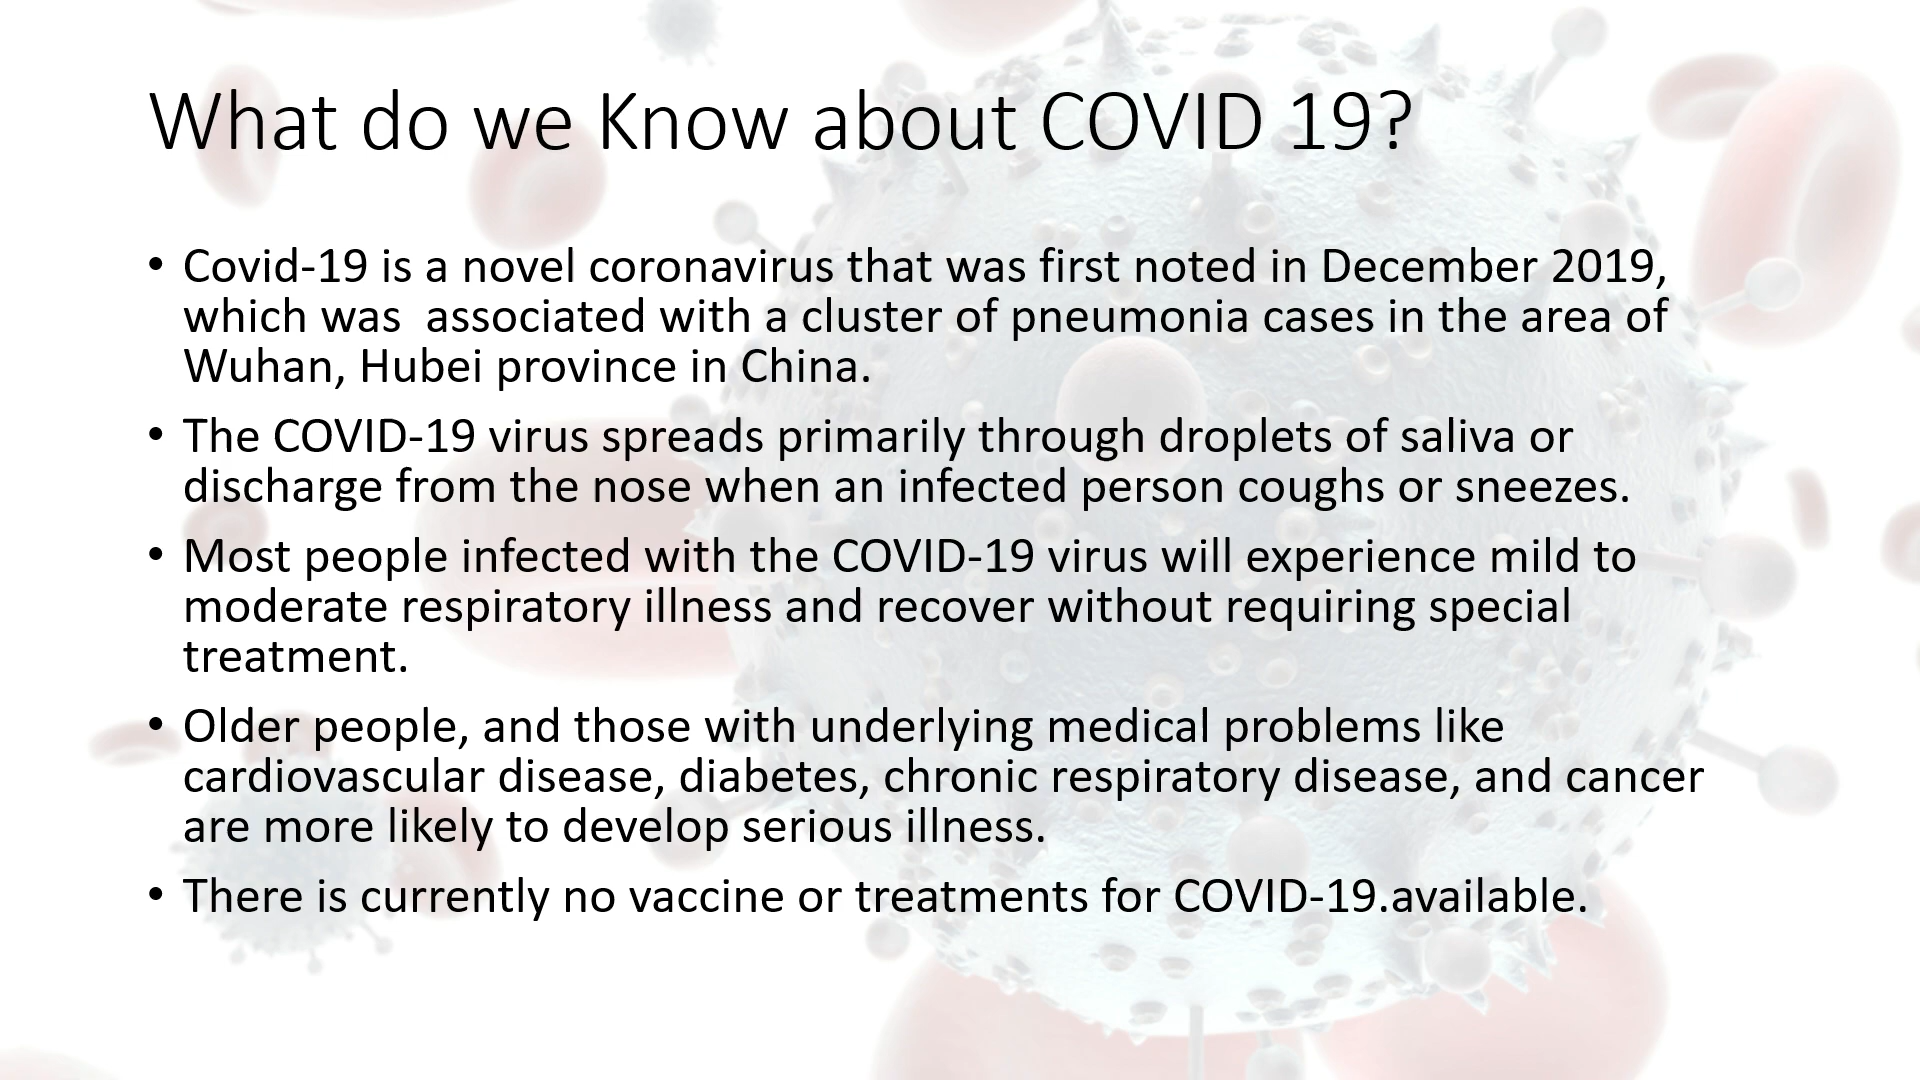 What do we Know about COVID 19?
• Covid-19 is a novel coronavirus that was first noted in December 2019,
which was  associated with a cluster of pneumonia cases in the area of
Wuhan, Hubei province in China.
• The COVID-19 virus spreads primarily through droplets of saliva or
discharge from the nose when an infected person coughs or sneezes.
• Most people infected with the COVID-19 virus will experience mild to
moderate respiratory illness and recover without requiring special
treatment.
• Older people, and those with underlying medical problems like
cardiovascular disease, diabetes, chronic respiratory disease, and cancer
are more likely to develop serious illness.
• There is currently no vaccine or treatments for COVID-19.available.